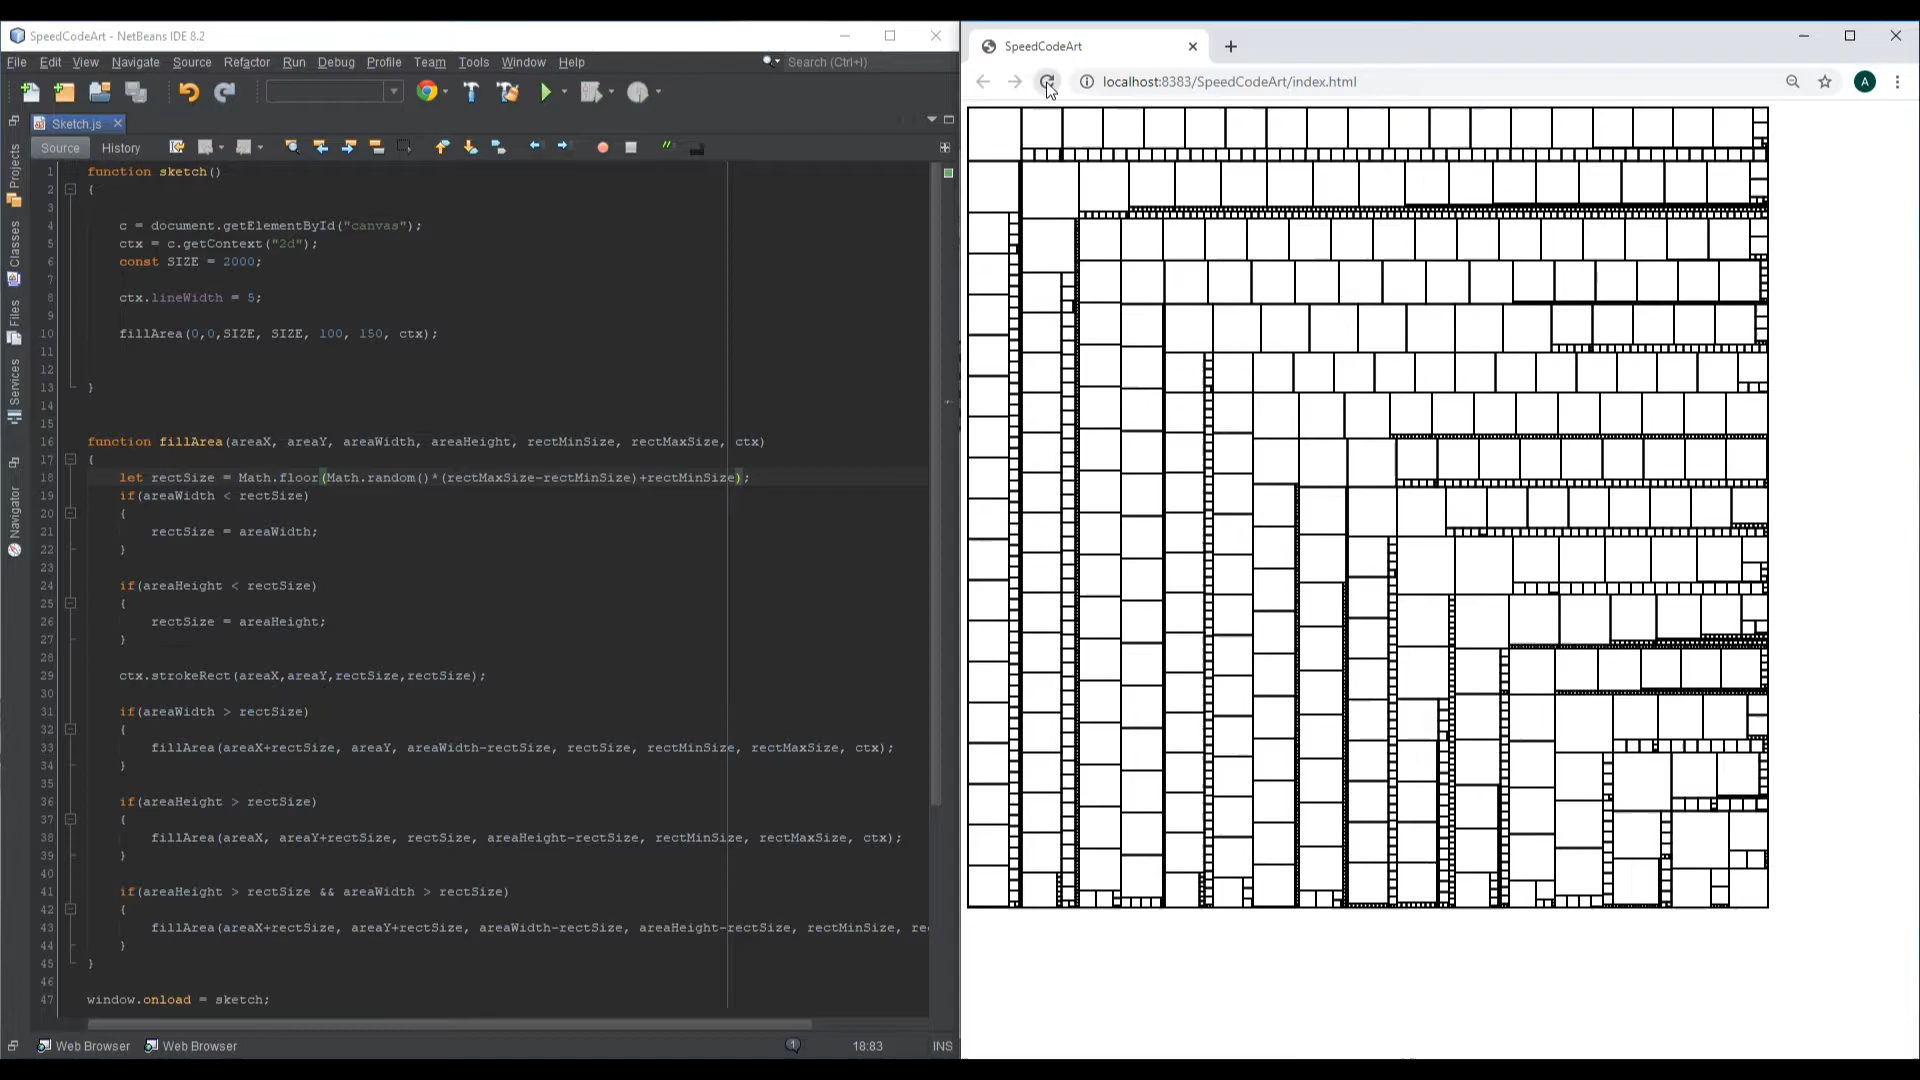 SpeedCodeArt - NetBeans IDE 8.2
File Edit View Navigate Source Refactor Run Debug Profile Team Tools Window Help
Search (Ctrl+I)
Sketch.js
Source History
Projects
Classes
Files
Services
Navigator
1 function sketch()
2 {
3
4 c = document.getElementById("canvas");
5 ctx = c.getContext("2d");
6 const SIZE = 2000;
7
8 ctx.lineWidth = 5;
9
10 fillArea(0,0,SIZE, SIZE, 100, 150, ctx);
11
12
13 }
14
15
16 function fillArea(areaX, areaY, areaWidth, areaHeight, rectMinSize, rectMaxSize, ctx)
17 {
18 let rectSize = Math.floor(Math.random()*(rectMaxSize-rectMinSize)+rectMinSize);
19 if(areaWidth < rectSize)
20 {
21 rectSize = areaWidth;
22 }
23
24 if(areaHeight < rectSize)
25 {
26 rectSize = areaHeight;
27 }
28
29 ctx.strokeRect(areaX,areaY,rectSize,rectSize);
30
31 if(areaWidth > rectSize)
32 {
33 fillArea(areaX+rectSize, areaY, areaWidth-rectSize, rectSize, rectMinSize, rectMaxSize, ctx);
34 }
35
36 if(areaHeight > rectSize)
37 {
38 fillArea(areaX, areaY+rectSize, rectSize, areaHeight-rectSize, rectMinSize, rectMaxSize, ctx);
39 }
40
41 if(areaHeight > rectSize && areaWidth > rectSize)
42 {
43 fillArea(areaX+rectSize, areaY+rectSize, areaWidth-rectSize, areaHeight-rectSize, rectMinSize, re
44 }
45 }
46
47 window.onload = sketch;
Web Browser Web Browser
1
18:83 INS
SpeedCodeArt
localhost:8383/SpeedCodeArt/index.html
A